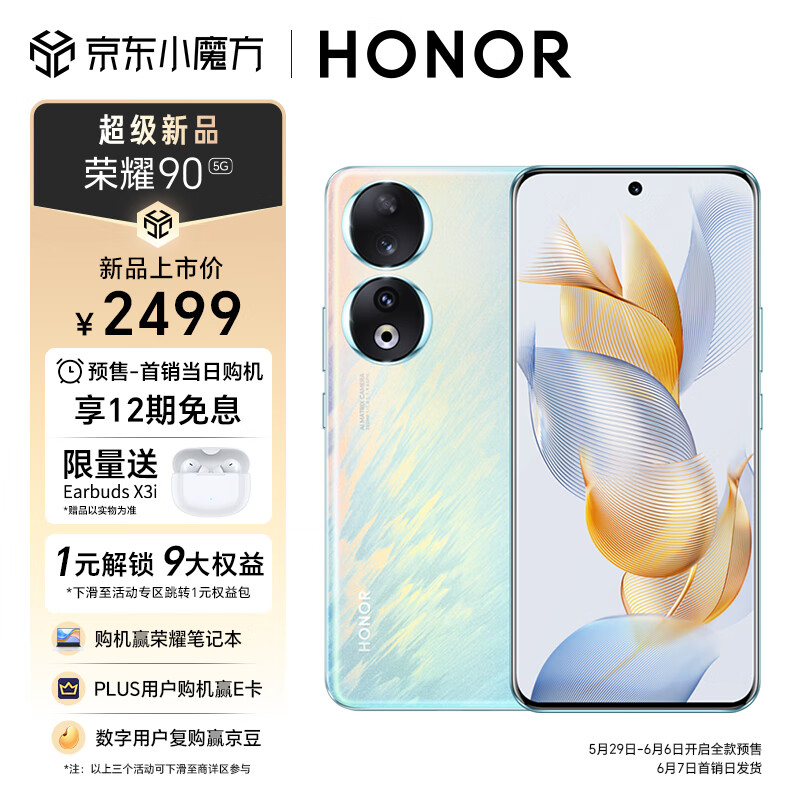 京东小魔方 | HONOR
超级新品
荣耀90 5G
新品上市价
¥2499
预售-首销当日购机
享12期免息
限量送
Earbuds X3i
*赠品以实物为准
1元解锁 9大权益
*下滑至活动专区跳转1元权益包
购机赢荣耀笔记本
PLUS用户购机赢E卡
数字用户复购赢京豆
*注：以上三个活动可下滑至商详区参与
AI MATRIX CAMERA
HONOR
5月29日-6月6日开启全款预售
6月7日首销日发货